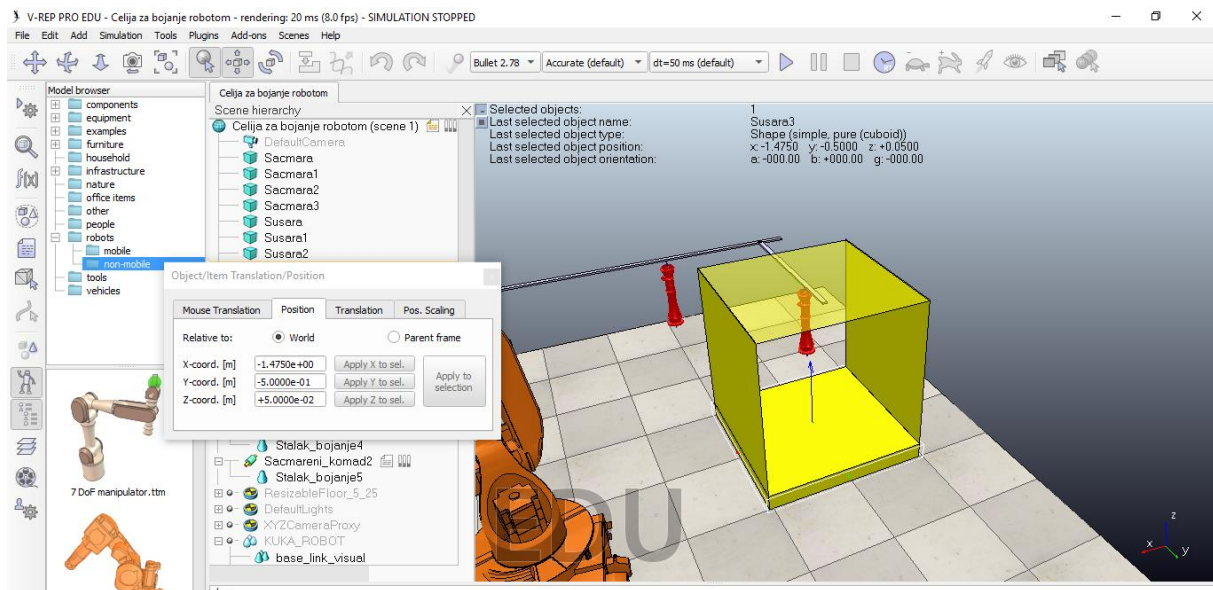 V-REP PRO EDU - Celija za bojanje robotom - rendering: 20 ms (8.0 fps) - SIMULATION STOPPED
File Edit Add Simulation Tools Plugins Add-ons Scenes Help
Bullet 2.78 Accurate (default) dt=50 ms (default)
Model browser
components
equipment
examples
furniture
household
infrastructure
nature
office items
other
people
robots
mobile
non-mobile
tools
vehicles
7 DoF manipulator.ttm
Celija za bojanje robotom
Scene hierarchy
Celija za bojanje robotom (scene 1)
DefaultCamera
Sacmara
Sacmara1
Sacmara2
Sacmara3
Susara
Susara1
Susara2
Object/Item Translation/Position
Mouse Translation Position Translation Pos. Scaling
Relative to: World Parent frame
X-coord. [m] -1.4750e+00 Apply X to sel.
Y-coord. [m] -5.0000e-01 Apply Y to sel.
Z-coord. [m] +5.0000e-02 Apply Z to sel.
Apply to
selection
Stalak_bojanje4
Sacmareni_komad2
Stalak_bojanje5
ResizableFloor_5_25
DefaultLights
XYZCameraProxy
KUKA_ROBOT
base_link_visual
Selected objects: 1
Last selected object name: Susara3
Last selected object type: Shape (simple, pure (cuboid))
Last selected object position: x: -1.4750 y: -0.5000 z: +0.0500
Last selected object orientation: a: -000.00 b: +000.00 g: -000.00
EDU
z
x
y
f(x)